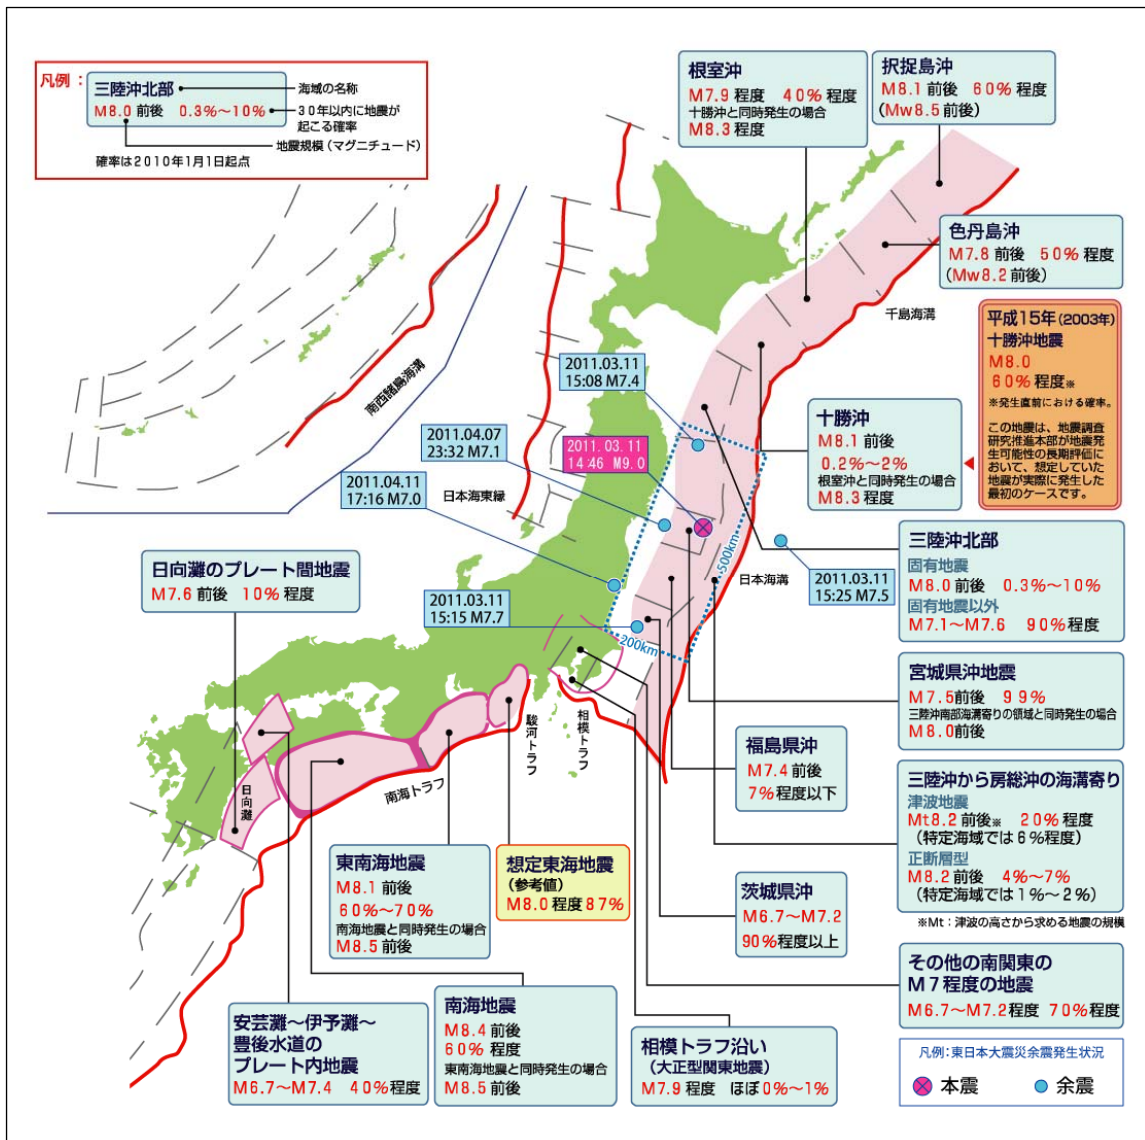 凡例：
三陸沖北部
M8.0 前後 0.3%～10%
海域の名称
30年以内に地震が
起こる確率
地震規模（マグニチュード）
確率は2010年1月1日起点
根室沖
M7.9 程度 40% 程度
十勝沖と同時発生の場合
M8.3 程度
択捉島沖
M8.1 前後 60% 程度
(Mw8.5 前後)
色丹島沖
M7.8 前後 50% 程度
(Mw8.2 前後)
千島海溝
平成15年(2003年)
十勝沖地震
M8.0
60% 程度※
※発生直前における確率。
この地震は、地震調査
研究推進本部が地震発
生可能性の長期評価に
おいて、想定していた
地震が実際に発生した
最初のケースです。
南西諸島海溝
2011.03.11
15:08 M7.4
2011.04.07
23:32 M7.1
2011.03.11
14:46 M9.0
2011.04.11
17:16 M7.0
日本海東縁
十勝沖
M8.1 前後
0.2%～2%
根室沖と同時発生の場合
M8.3 程度
500km
日本海溝
2011.03.11
15:25 M7.5
三陸沖北部
固有地震
M8.0 前後 0.3%～10%
固有地震以外
M7.1～M7.6 90% 程度
日向灘のプレート間地震
M7.6 前後 10% 程度
2011.03.11
15:15 M7.7
200km
宮城県沖地震
M7.5前後 99%
三陸沖南部海溝寄りの領域と同時発生の場合
M8.0前後
駿河トラフ
相模トラフ
南海トラフ
日向灘
福島県沖
M7.4 前後
7%程度以下
三陸沖から房総沖の海溝寄り
津波地震
Mt8.2 前後※ 20% 程度
（特定海域では6%程度）
正断層型
M8.2 前後 4%～7%
（特定海域では1%～2%）
※Mt：津波の高さから求める地震の規模
東南海地震
M8.1 前後
60%～70%
南海地震と同時発生の場合
M8.5 前後
想定東海地震
（参考値）
M8.0 程度 87%
茨城県沖
M6.7～M7.2
90%程度以上
その他の南関東の
M7程度の地震
M6.7～M7.2程度 70%程度
安芸灘～伊予灘～
豊後水道の
プレート内地震
M6.7～M7.4 40%程度
南海地震
M8.4 前後
60% 程度
東南海地震と同時発生の場合
M8.5 前後
相模トラフ沿い
（大正型関東地震）
M7.9 程度 ほぼ0%～1%
凡例:東日本大震災余震発生状況
本震
余震